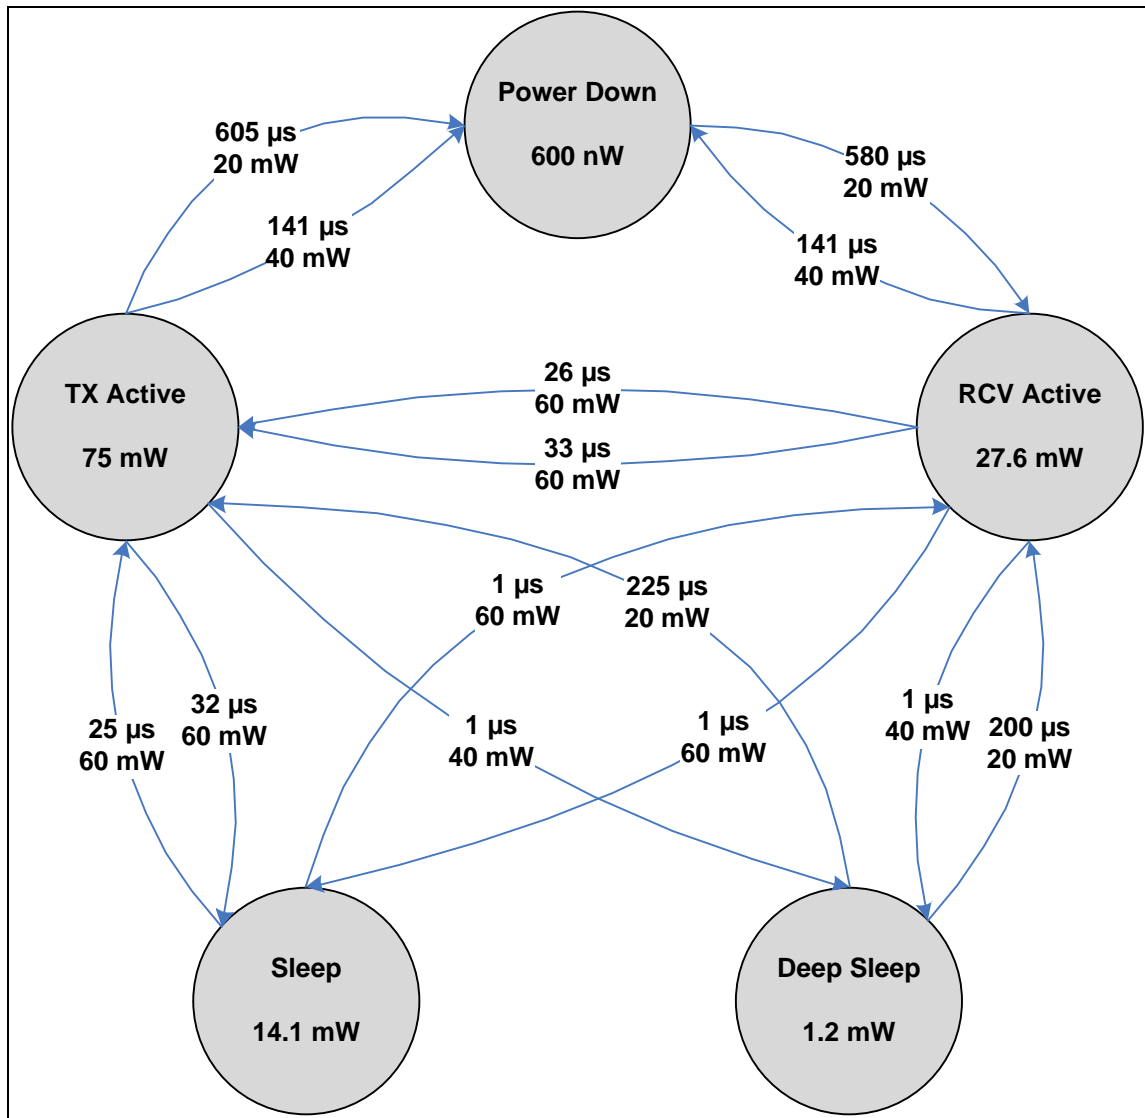 Power Down
600 nW
605 µs
20 mW
580 µs
20 mW
141 µs
40 mW
141 µs
40 mW
TX Active
75 mW
26 µs
60 mW
33 µs
60 mW
RCV Active
27.6 mW
1 µs
60 mW
225 µs
20 mW
25 µs
60 mW
32 µs
60 mW
1 µs
40 mW
1 µs
60 mW
1 µs
40 mW
200 µs
20 mW
Sleep
14.1 mW
Deep Sleep
1.2 mW